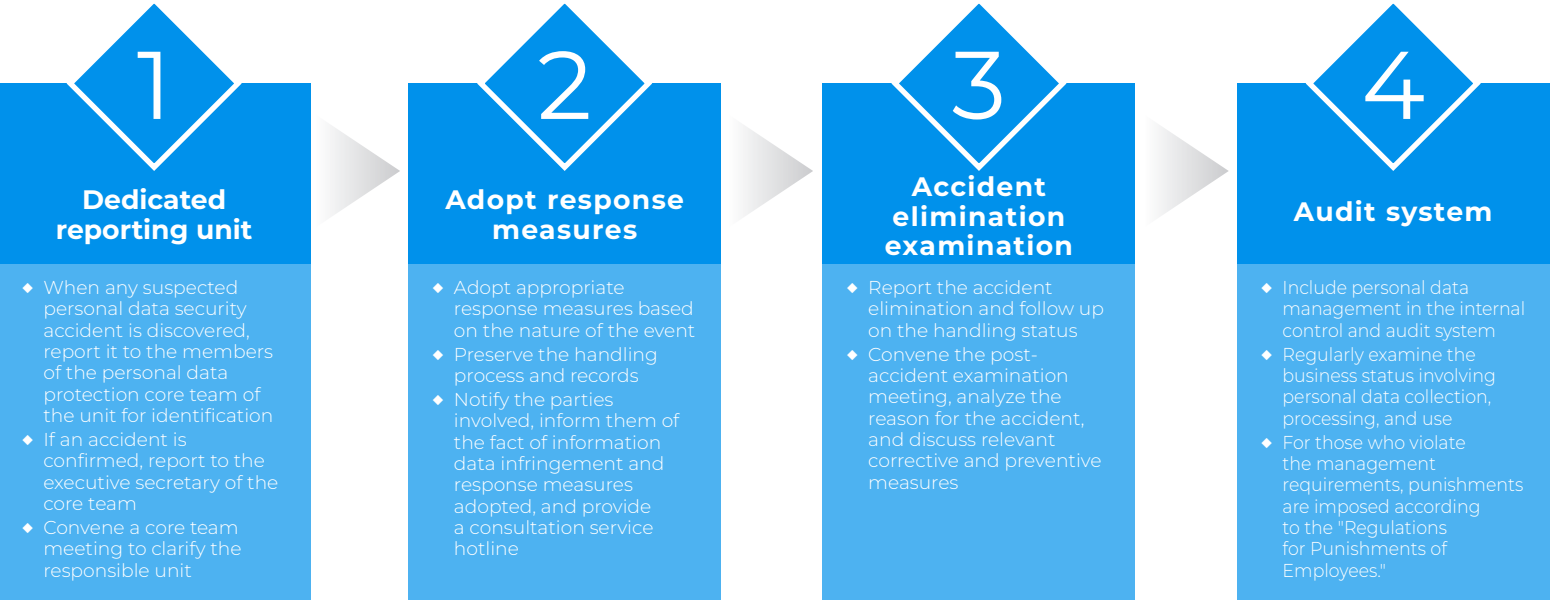 1
Dedicated
reporting unit
◆ When any suspected
personal data security
accident is discovered,
report it to the members
of the personal data
protection core team of
the unit for identification
◆ If an accident is
confirmed, report to the
executive secretary of the
core team
◆ Convene a core team
meeting to clarify the
responsible unit
2
Adopt response
measures
◆ Adopt appropriate
response measures based
on the nature of the event
◆ Preserve the handling
process and records
◆ Notify the parties
involved, inform them of
the fact of information
data infringement and
response measures
adopted, and provide
a consultation service
hotline
3
Accident
elimination
examination
◆ Report the accident
elimination and follow up
on the handling status
◆ Convene the post-
accident examination
meeting, analyze the
reason for the accident,
and discuss relevant
corrective and preventive
measures
4
Audit system
◆ Include personal data
management in the internal
control and audit system
◆ Regularly examine the
business status involving
personal data collection,
processing, and use
◆ For those who violate
the management
requirements, punishments
are imposed according
to the "Regulations
for Punishments of
Employees."